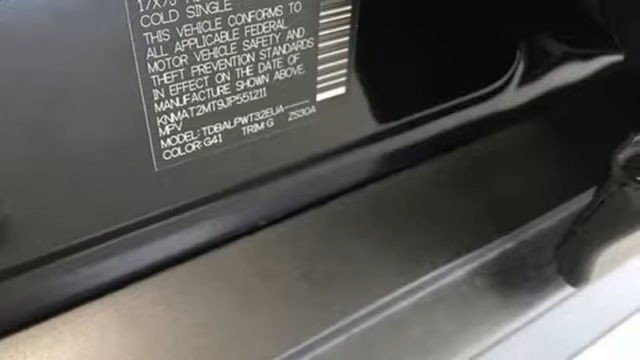 COLD SINGLE
THIS VEHICLE CONFORMS TO
ALL APPLICABLE FEDERAL
MOTOR VEHICLE SAFETY AND
THEFT PREVENTION STANDARDS
IN EFFECT ON THE DATE OF
MANUFACTURE SHOWN ABOVE.
KNMAT2MT9JP551211
MPV
MODEL: TDBALPWT32EUA-----
COLOR: G41 TRIM: G ZS30A